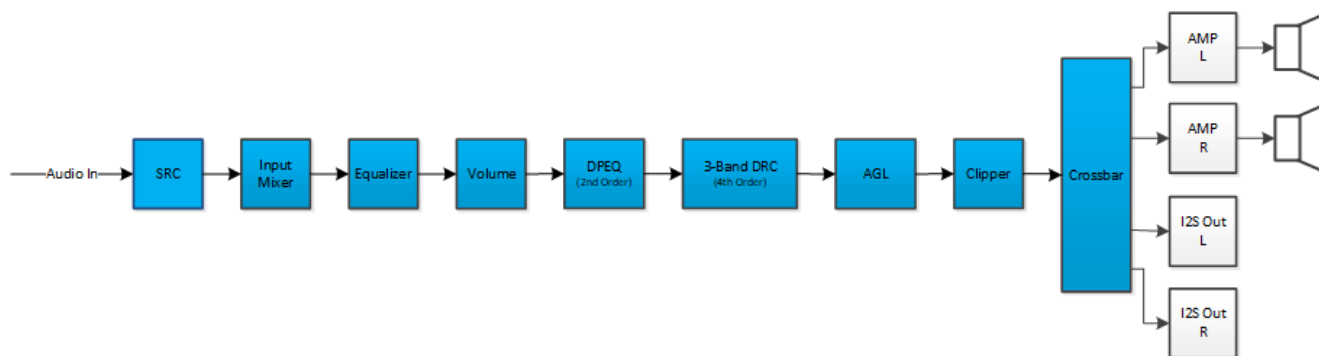 Audio In
SRC
Input
Mixer
Equalizer
Volume
DPEQ
(2nd Order)
3-Band DRC
(4th Order)
AGL
Clipper
Crossbar
AMP
L
AMP
R
I2S Out
L
I2S Out
R